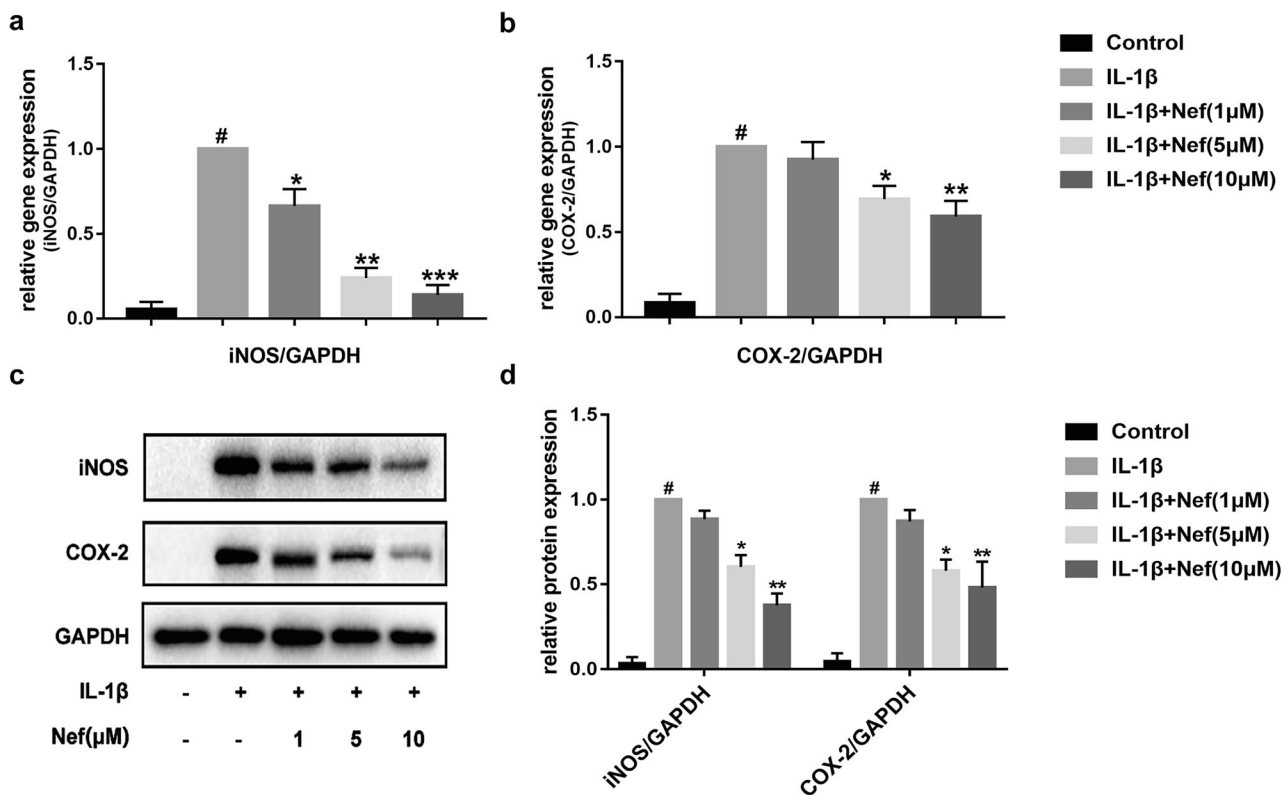 a
relative gene expression
(iNOS/GAPDH)
1.5
1.0
0.5
0.0
#
*
**
***
iNOS/GAPDH
b
relative gene expression
(COX-2/GAPDH)
1.5
1.0
0.5
0.0
#
*
**
COX-2/GAPDH
Control
IL-1β
IL-1β+Nef(1μM)
IL-1β+Nef(5μM)
IL-1β+Nef(10μM)
c
iNOS
COX-2
GAPDH
IL-1β - + + + +
Nef(μM) - - 1 5 10
d
relative protein expression
1.5
1.0
0.5
0.0
#
*
**
#
*
**
iNOS/GAPDH
COX-2/GAPDH
Control
IL-1β
IL-1β+Nef(1μM)
IL-1β+Nef(5μM)
IL-1β+Nef(10μM)